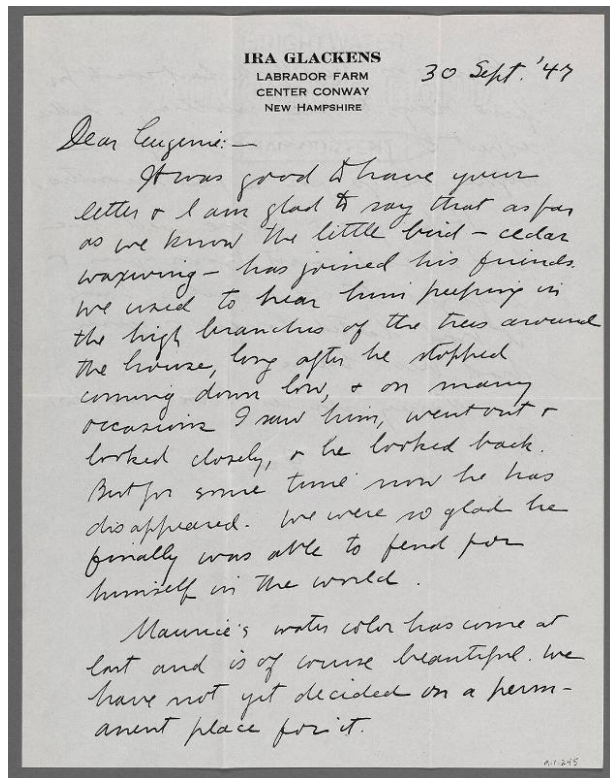 IRA GLACKENS
LABRADOR FARM
CENTER CONWAY
NEW HAMPSHIRE
30 Sept. '47
Dear Eugenie:—
It was good to have your
letter & I am glad to say that as far
as we know the little bird – cedar
waxwing – has joined his friends.
We used to hear him peeping in
the high branches of the trees around
the house, long after he stopped
coming down low, & on many
occasions I saw him, went out &
looked closely, & he looked back.
But for some time now he has
disappeared. We were so glad he
finally was able to fend for
himself in the world.
Maurice's water color has come at
last and is of course beautiful. We
have not yet decided on a perm-
anent place for it.